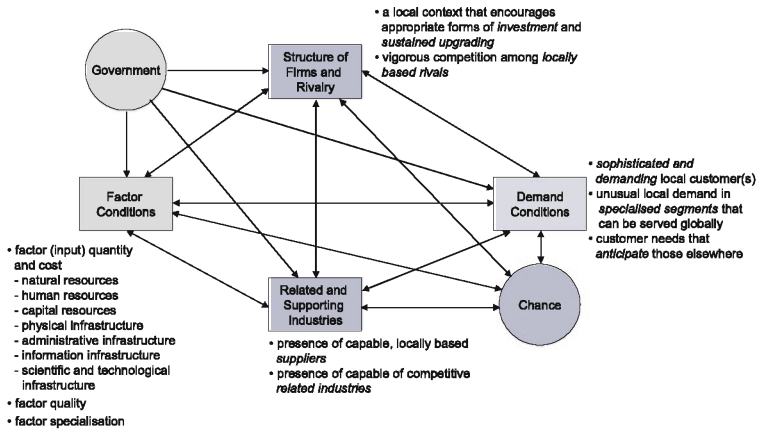 • a local context that encourages
appropriate forms of investment and
sustained upgrading
• vigorous competition among locally
based rivals
Government
Structure of
Firms and
Rivalry
Factor
Conditions
Demand
Conditions
• sophisticated and
demanding local customer(s)
• unusual local demand in
specialised segments that
can be served globally
• customer needs that
anticipate those elsewhere
• factor (input) quantity
and cost
- natural resources
- human resources
- capital resources
- physical infrastructure
- administrative infrastructure
- information infrastructure
- scientific and technological
infrastructure
• factor quality
• factor specialisation
Related and
Supporting
Industries
Chance
• presence of capable, locally based
suppliers
• presence of capable of competitive
related industries